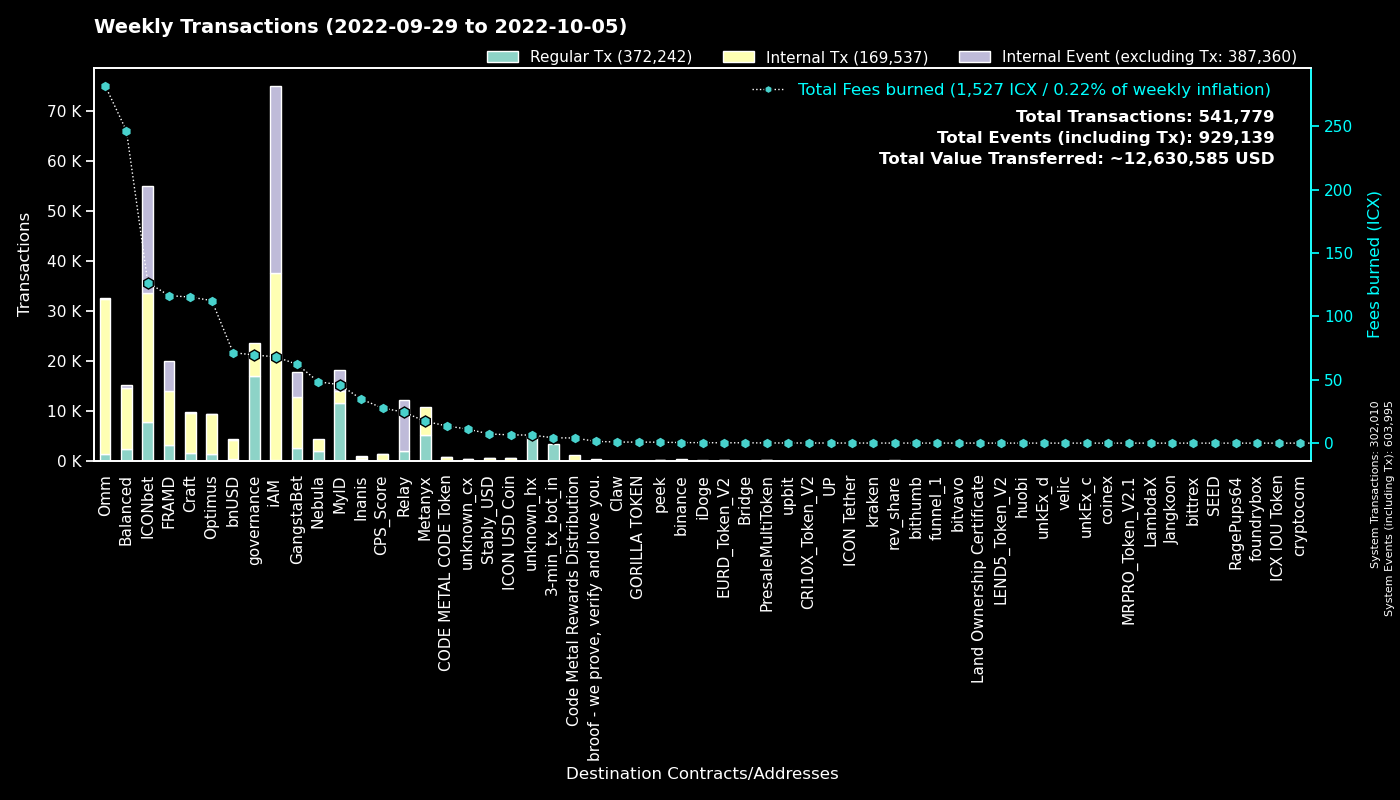 Weekly Transactions (2022-09-29 to 2022-10-05)
Regular Tx (372,242)
Internal Tx (169,537)
Internal Event (excluding Tx: 387,360)
Total Fees burned (1,527 ICX / 0.22% of weekly inflation)
Total Transactions: 541,779
Total Events (including Tx): 929,139
Total Value Transferred: ~12,630,585 USD
Transactions
70 K
60 K
50 K
40 K
30 K
20 K
10 K
0 K
250
200
150
100
50
0
Fees burned (ICX)
System Transactions: 302,010
System Events (including Tx): 603,995
Omm
Balanced
ICONbet
FRAMD
Craft
Optimus
bnUSD
governance
iAM
GangstaBet
Nebula
MyID
Inanis
CPS_Score
Relay
Metanyx
CODE METAL CODE Token
unknown_cx
Stably_USD
ICON USD Coin
unknown_hx
3-min_tx_bot_in
Code Metal Rewards Distribution
broof - we prove, verify and love you.
Claw
GORILLA TOKEN
peek
binance
iDoge
EURD_Token_V2
Bridge
PresaleMultiToken
upbit
CRI10X_Token_V2
UP
ICON Tether
kraken
rev_share
bithumb
funnel_1
bitvavo
Land Ownership Certificate
LEND5_Token_V2
huobi
unkEx_d
velic
unkEx_c
coinex
MRPRO_Token_V2.1
LambdaX
Jangkoon
bittrex
SEED
RagePups64
foundrybox
ICX IOU Token
cryptocom
Destination Contracts/Addresses